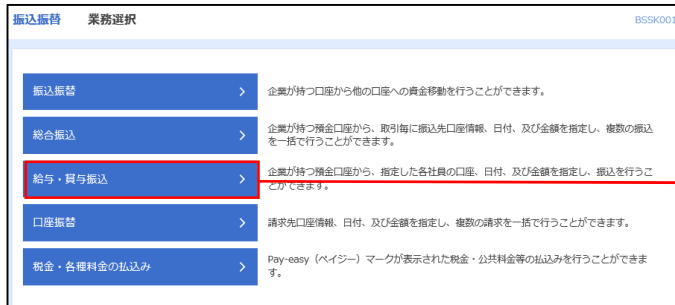 振込振替 業務選択 BSSK001
振込振替 企業が持つ口座から他の口座への資金移動を行うことができます。
総合振込 企業が持つ預金口座から、取引毎に振込先口座情報、日付、及び金額を指定し、複数の振込
を一括で行うことができます。
給与・賞与振込 企業が持つ預金口座から、指定した各社員の口座、日付、及び金額を指定し、振込を行うこ
とができます。
口座振替 請求先口座情報、日付、及び金額を指定し、複数の請求を一括で行うことができます。
税金・各種料金の払込み Pay-easy（ペイジー）マークが表示された税金・公共料金等の払込みを行うことができま
す。